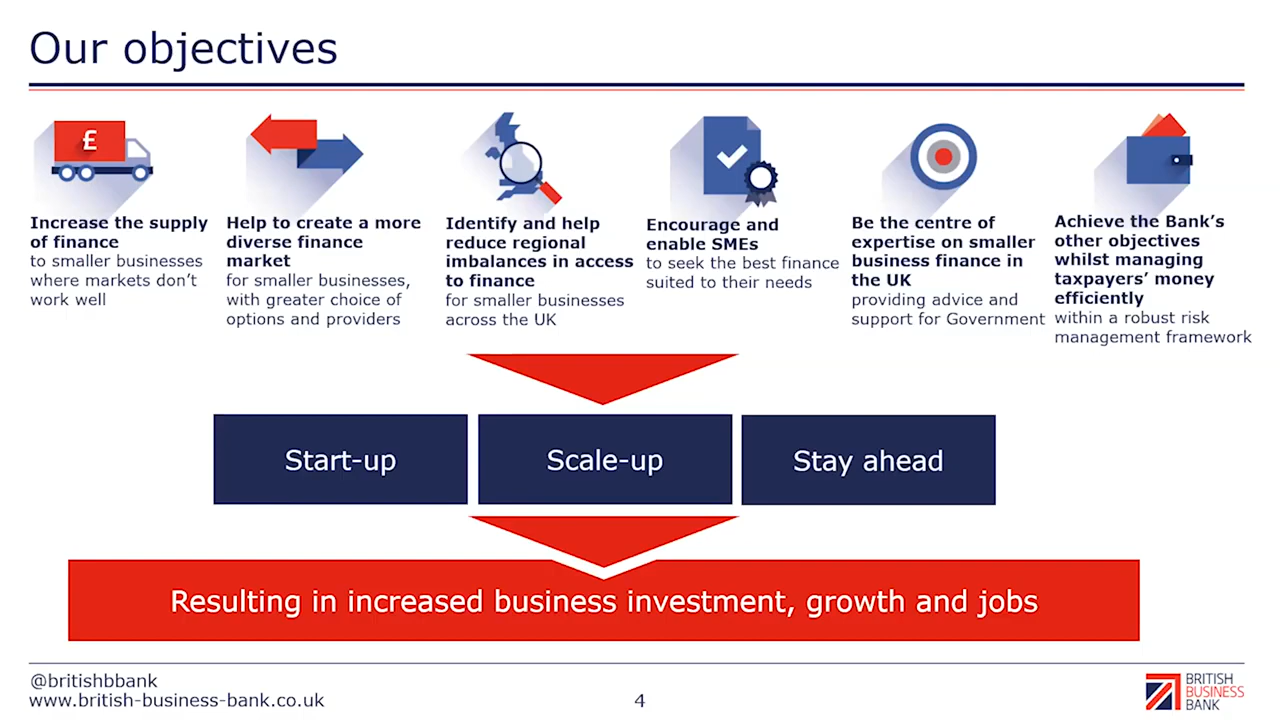 Our objectives
£
Increase the supply
of finance
to smaller businesses
where markets don’t
work well
Help to create a more
diverse finance
market
for smaller businesses,
with greater choice of
options and providers
Identify and help
reduce regional
imbalances in access
to finance
for smaller businesses
across the UK
Encourage and
enable SMEs
to seek the best finance
suited to their needs
Be the centre of
expertise on smaller
business finance in
the UK
providing advice and
support for Government
Achieve the Bank’s
other objectives
whilst managing
taxpayers’ money
efficiently
within a robust risk
management framework
Start-up
Scale-up
Stay ahead
Resulting in increased business investment, growth and jobs
@britishbbank
www.british-business-bank.co.uk
4
BRITISH
BUSINESS
BANK